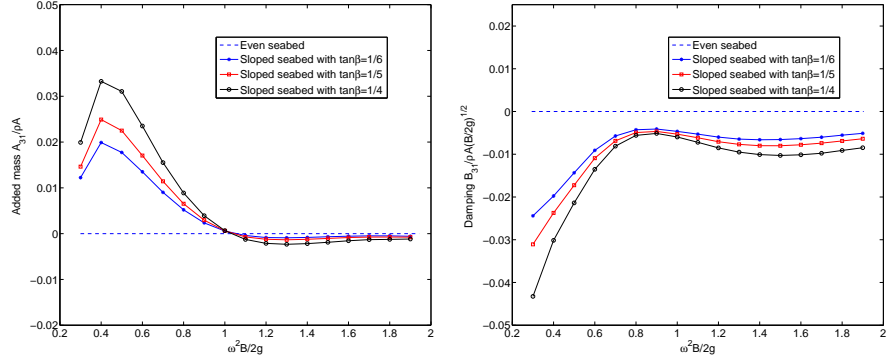 0.05
0.04
0.03
0.02
0.01
0
−0.01
−0.02
0.2 0.4 0.6 0.8 1 1.2 1.4 1.6 1.8 2
Added mass A31/ρA
ω²B/2g
Even seabed
Sloped seabed with tanβ=1/6
Sloped seabed with tanβ=1/5
Sloped seabed with tanβ=1/4
0.02
0.01
0
−0.01
−0.02
−0.03
−0.04
−0.05
0.2 0.4 0.6 0.8 1 1.2 1.4 1.6 1.8 2
Damping B31/ρA(B/2g)^1/2
ω²B/2g
Even seabed
Sloped seabed with tanβ=1/6
Sloped seabed with tanβ=1/5
Sloped seabed with tanβ=1/4